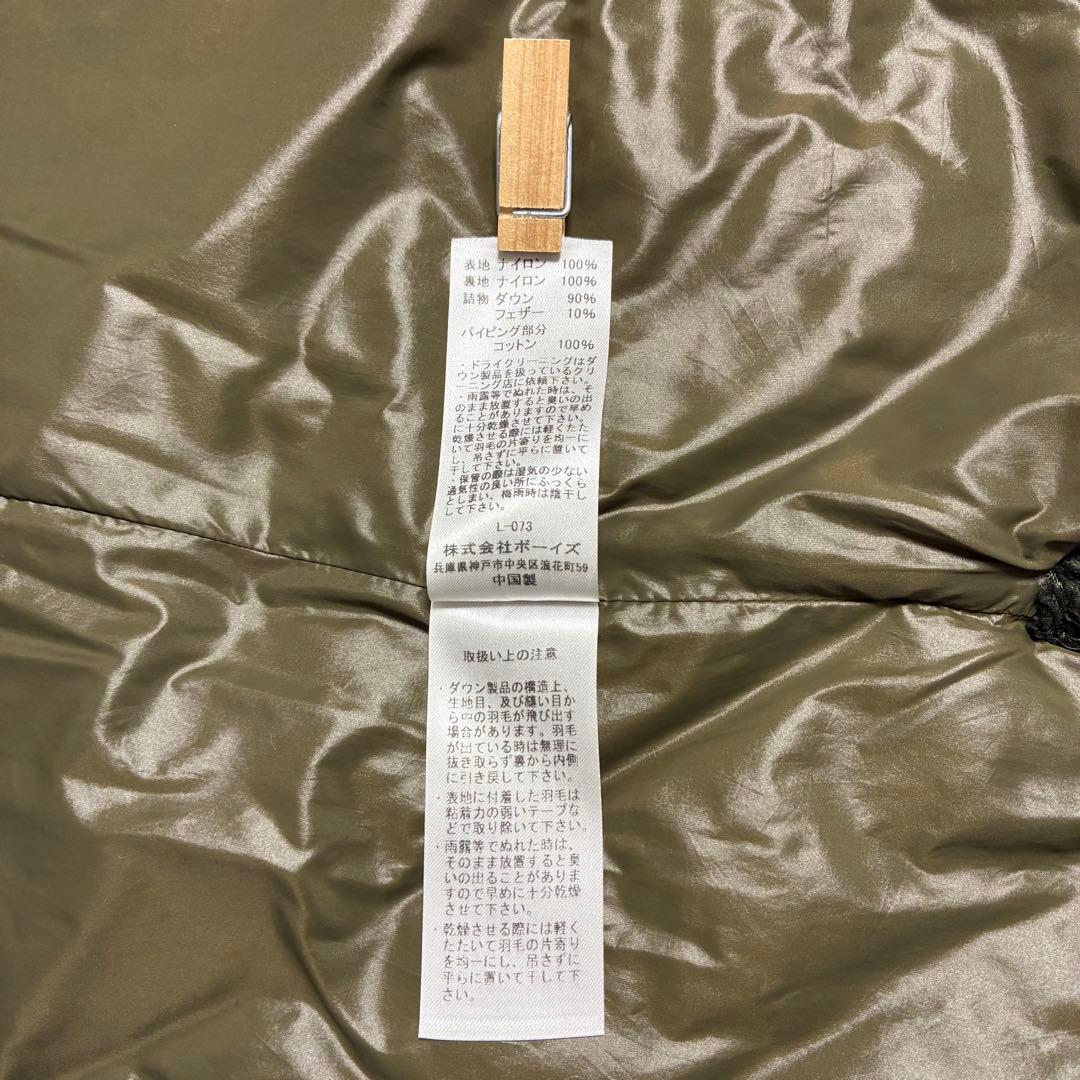 表地 ナイロン 100%
裏地 ナイロン 100%
詰物 ダウン 90%
フェザー 10%
パイピング部分
コットン 100%
・ドライクリーニングはダ
ウン製品を扱っているクリ
ーニング店に依頼下さい。
・雨露等でぬれた時は、そ
のまま放置すると臭いの出
ることがありますので早め
に十分乾燥させて下さい。
乾燥させる際には軽くたた
いて羽毛の片寄りを均一に
し、吊さずに平らに置いて
干して下さい。
・保管の際は湿気の少ない
通気性の良い所にふっくら
としまい、梅雨時は陰干し
して下さい。
L-073
株式会社ボーイズ
兵庫県神戸市中央区浪花町59
中国製
取扱い上の注意
・ダウン製品の構造上、
生地目、及び縫い目か
ら中の羽毛が飛び出す
場合があります。羽毛
が出ている時は無理に
抜き取らず裏から内側
に引き戻して下さい。
・表地に付着した羽毛は
粘着力の弱いテープな
どで取り除いて下さい。
・雨露等でぬれた時は、
そのまま放置すると臭
いの出ることがありま
すので早めに十分乾燥
させて下さい。
・乾燥させる際には軽く
たたいて羽毛の片寄り
を均一にし、吊さずに
平らに置いて干して下
さい。